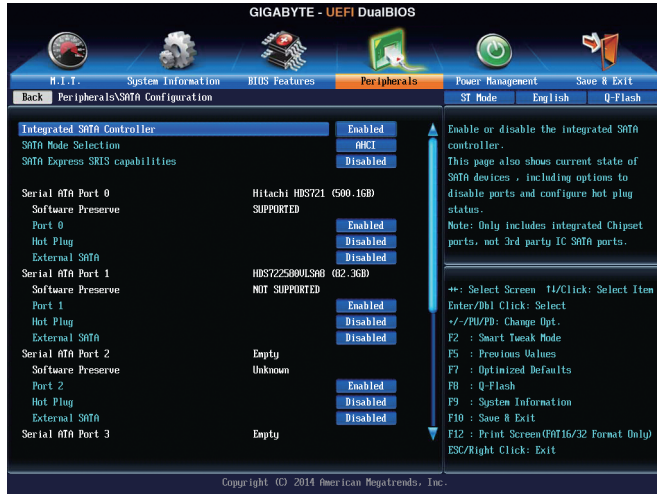 GIGABYTE - UEFI DualBIOS
M.I.T. System Information BIOS Features Peripherals Power Management Save & Exit
Back Peripherals\SATA Configuration ST Mode English Q-Flash
Integrated SATA Controller Enabled
SATA Mode Selection AHCI
SATA Express SRIS capabilities Disabled
Serial ATA Port 0 Hitachi HDS721 (500.1GB)
Software Preserve SUPPORTED
Port 0 Enabled
Hot Plug Disabled
External SATA Disabled
Serial ATA Port 1 HDS722580VLSA8 (82.3GB)
Software Preserve NOT SUPPORTED
Port 1 Enabled
Hot Plug Disabled
External SATA Disabled
Serial ATA Port 2 Empty
Software Preserve Unknown
Port 2 Enabled
Hot Plug Disabled
External SATA Disabled
Serial ATA Port 3 Empty
Enable or disable the integrated SATA
controller.
This page also shows current state of
SATA devices , including options to
disable ports and configure hot plug
status.
Note: Only includes integrated Chipset
ports, not 3rd party IC SATA ports.
↔: Select Screen ↑↓/Click: Select Item
Enter/Dbl Click: Select
+/-/PU/PD: Change Opt.
F2 : Smart Tweak Mode
F5 : Previous Values
F7 : Optimized Defaults
F8 : Q-Flash
F9 : System Information
F10 : Save & Exit
F12 : Print Screen(FAT16/32 Format Only)
ESC/Right Click: Exit
Copyright (C) 2014 American Megatrends, Inc.